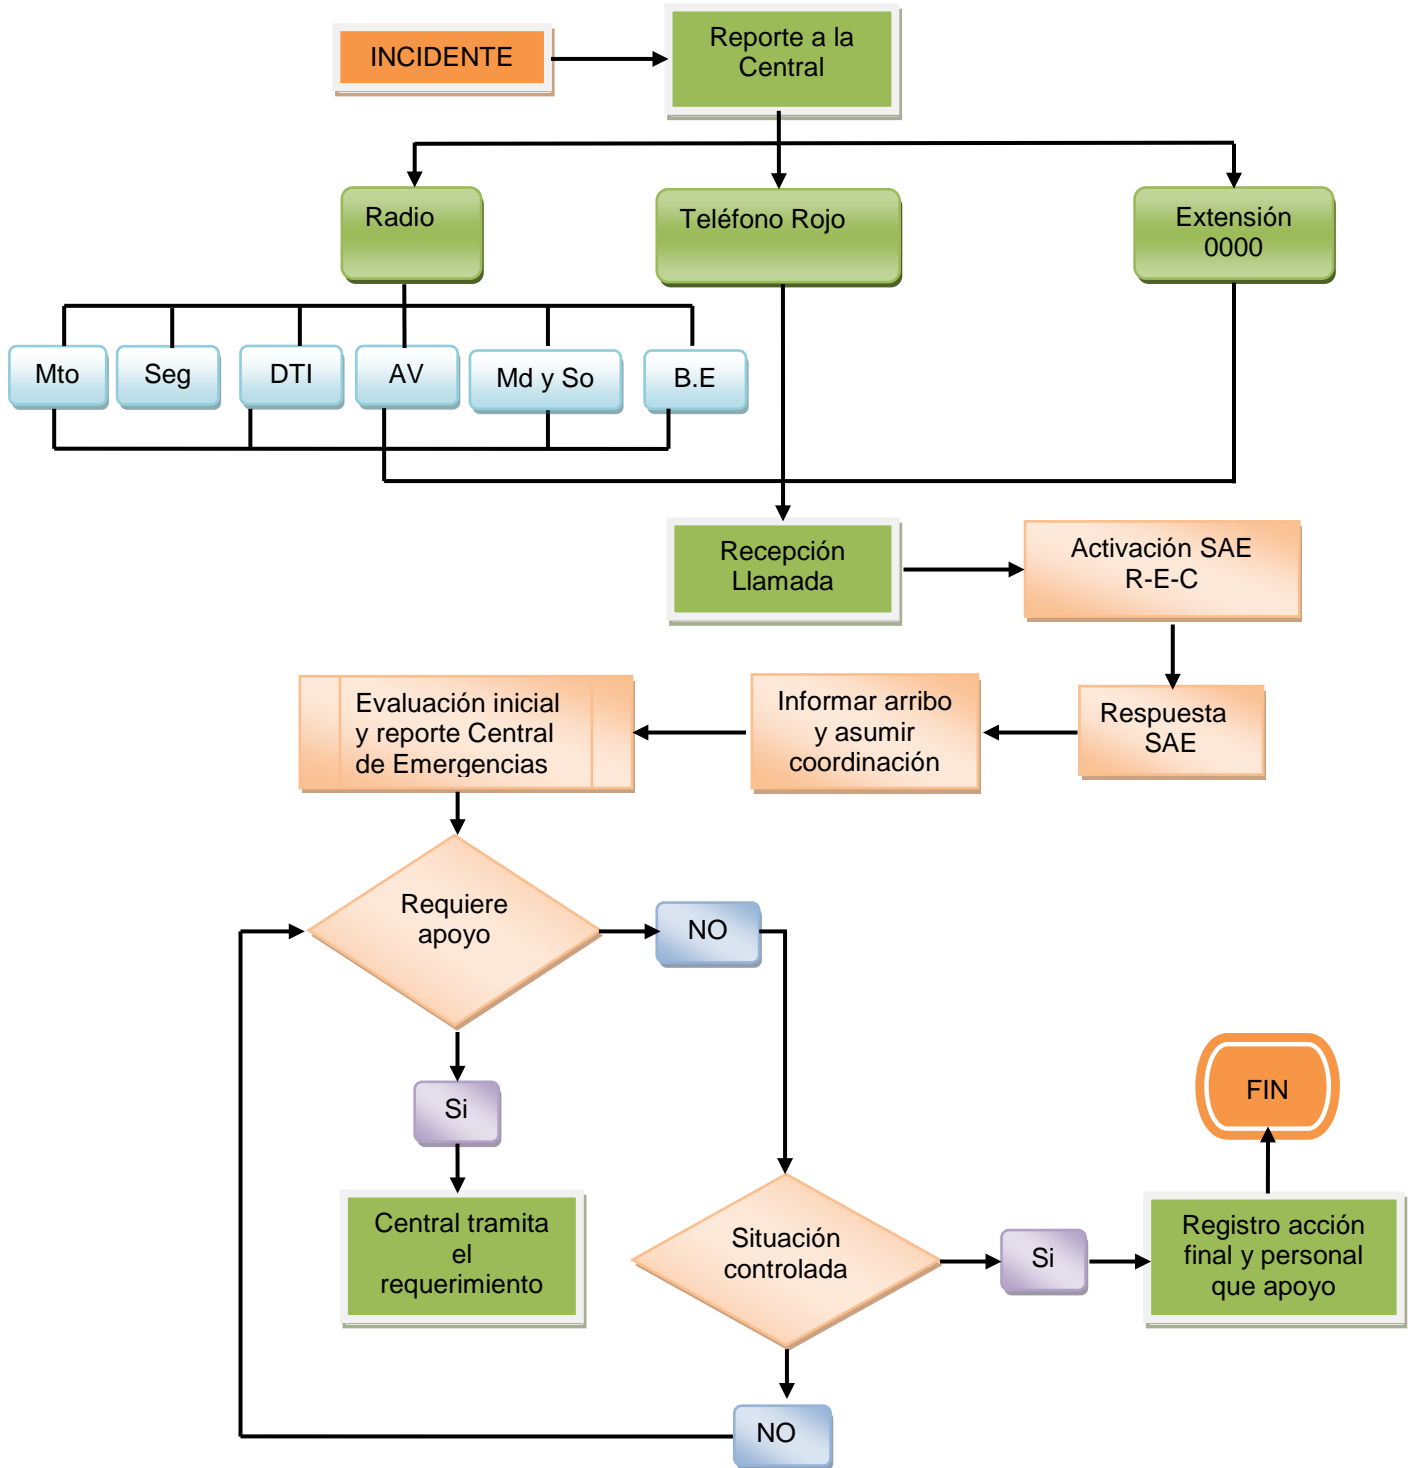 INCIDENTE
Reporte a la
Central
Radio
Teléfono Rojo
Extensión
0000
Mto
Seg
DTI
AV
Md y So
B.E
Recepción
Llamada
Activación SAE
R-E-C
Evaluación inicial
y reporte Central
de Emergencias
Informar arribo
y asumir
coordinación
Respuesta
SAE
Requiere
apoyo
NO
Si
FIN
Central tramita
el
requerimiento
Situación
controlada
Si
Registro acción
final y personal
que apoyo
NO